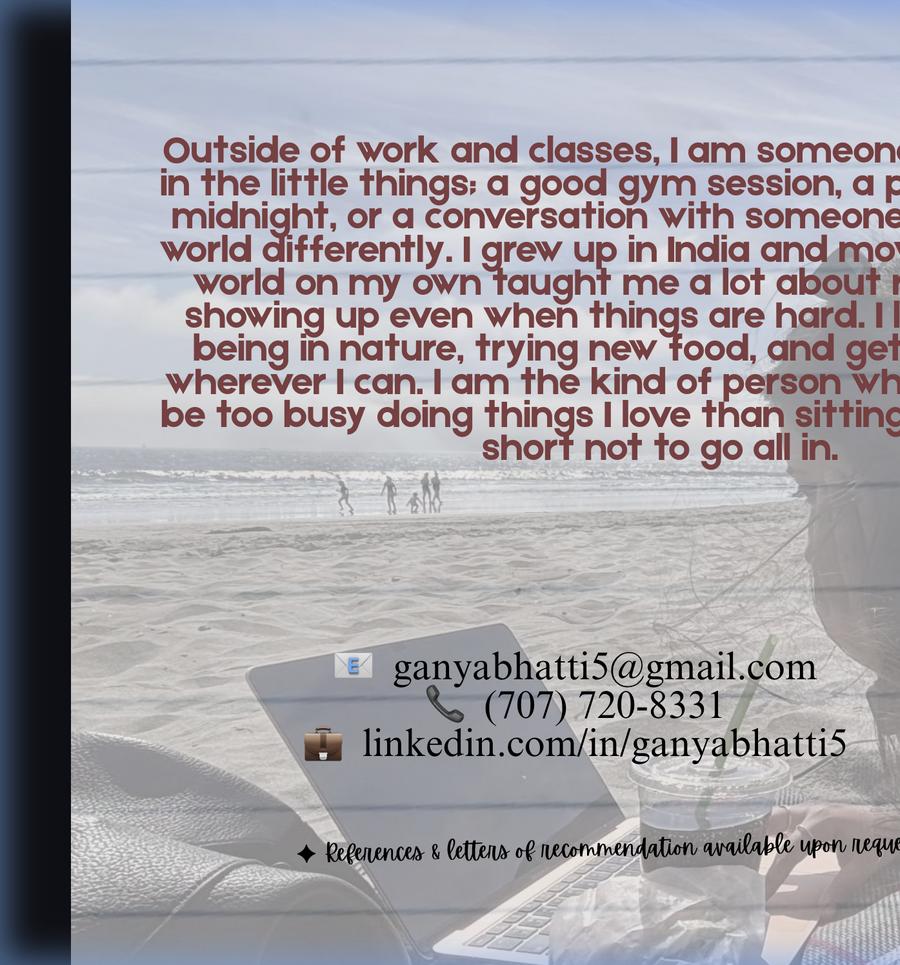 Outside of work and classes, I am someone
in the little things; a good gym session, a
midnight, or a conversation with someone
world differently. I grew up in India and
world on my own taught me a lot about
showing up even when things are hard. I
being in nature, trying new food, and
wherever I can. I am the kind of person
be too busy doing things I love than sitting
short not to go all in.
ganyabhatti5@gmail.com
(707) 720-8331
linkedin.com/in/ganyabhatti5
✦ References & letters of recommendation available upon